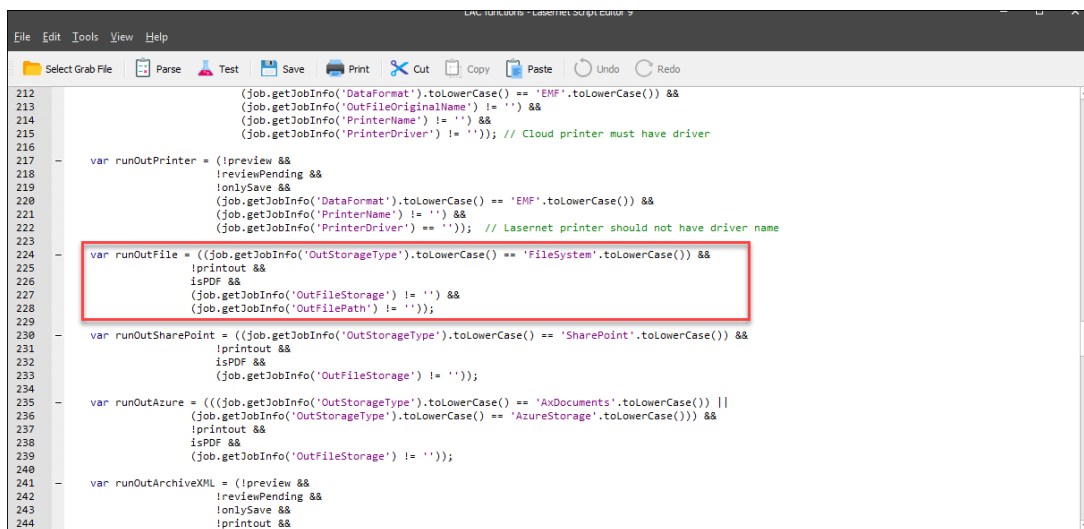 LAC functions - Lasernet Script Editor 9
File Edit Tools View Help
Select Grab File Parse Test Save Print Cut Copy Paste Undo Redo
212 (job.getJobInfo('DataFormat').toLowerCase() == 'EMF'.toLowerCase()) &&
213 (job.getJobInfo('OutFileOriginalName') != '') &&
214 (job.getJobInfo('PrinterName') != '') &&
215 (job.getJobInfo('PrinterDriver') != '')); // Cloud printer must have driver
216
217 var runOutPrinter = (!preview &&
218 !reviewPending &&
219 !onlySave &&
220 (job.getJobInfo('DataFormat').toLowerCase() == 'EMF'.toLowerCase()) &&
221 (job.getJobInfo('PrinterName') != '') &&
222 (job.getJobInfo('PrinterDriver') == '')); // Lasernet printer should not have driver name
223
224 var runOutFile = ((job.getJobInfo('OutStorageType').toLowerCase() == 'FileSystem'.toLowerCase()) &&
225 !printout &&
226 isPDF &&
227 (job.getJobInfo('OutFileStorage') != '') &&
228 (job.getJobInfo('OutFilePath') != ''));
229
230 var runOutSharePoint = ((job.getJobInfo('OutStorageType').toLowerCase() == 'SharePoint'.toLowerCase()) &&
231 !printout &&
232 isPDF &&
233 (job.getJobInfo('OutFileStorage') != ''));
234
235 var runOutAzure = (((job.getJobInfo('OutStorageType').toLowerCase() == 'AxDocuments'.toLowerCase()) ||
236 (job.getJobInfo('OutStorageType').toLowerCase() == 'AzureStorage'.toLowerCase())) &&
237 !printout &&
238 isPDF &&
239 (job.getJobInfo('OutFileStorage') != ''));
240
241 var runOutArchiveXML = (!preview &&
242 !reviewPending &&
243 !onlySave &&
244 !printout &&